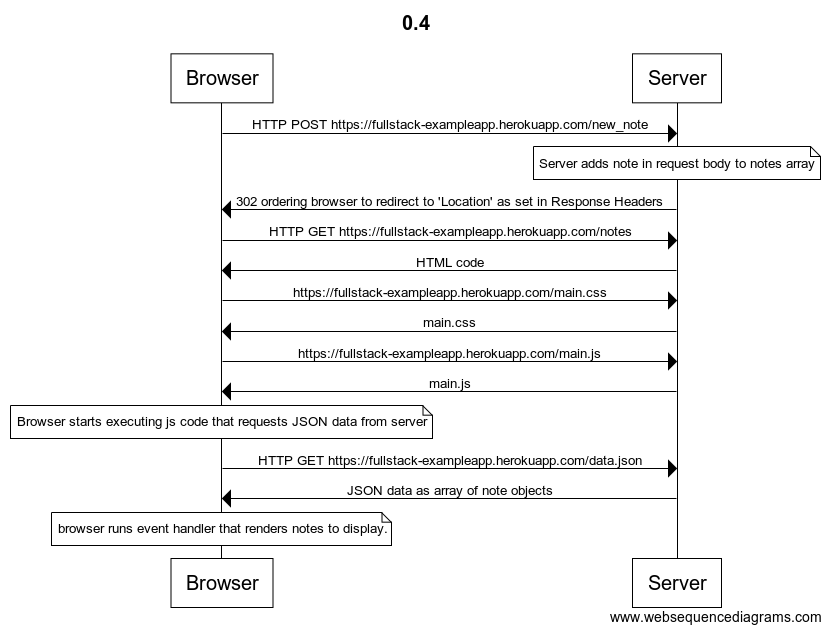 0.4
Browser Server
HTTP POST https://fullstack-exampleapp.herokuapp.com/new_note
Server adds note in request body to notes array
302 ordering browser to redirect to 'Location' as set in Response Headers
HTTP GET https://fullstack-exampleapp.herokuapp.com/notes
HTML code
https://fullstack-exampleapp.herokuapp.com/main.css
main.css
https://fullstack-exampleapp.herokuapp.com/main.js
main.js
Browser starts executing js code that requests JSON data from server
HTTP GET https://fullstack-exampleapp.herokuapp.com/data.json
JSON data as array of note objects
browser runs event handler that renders notes to display.
Browser Server
www.websequencediagrams.com